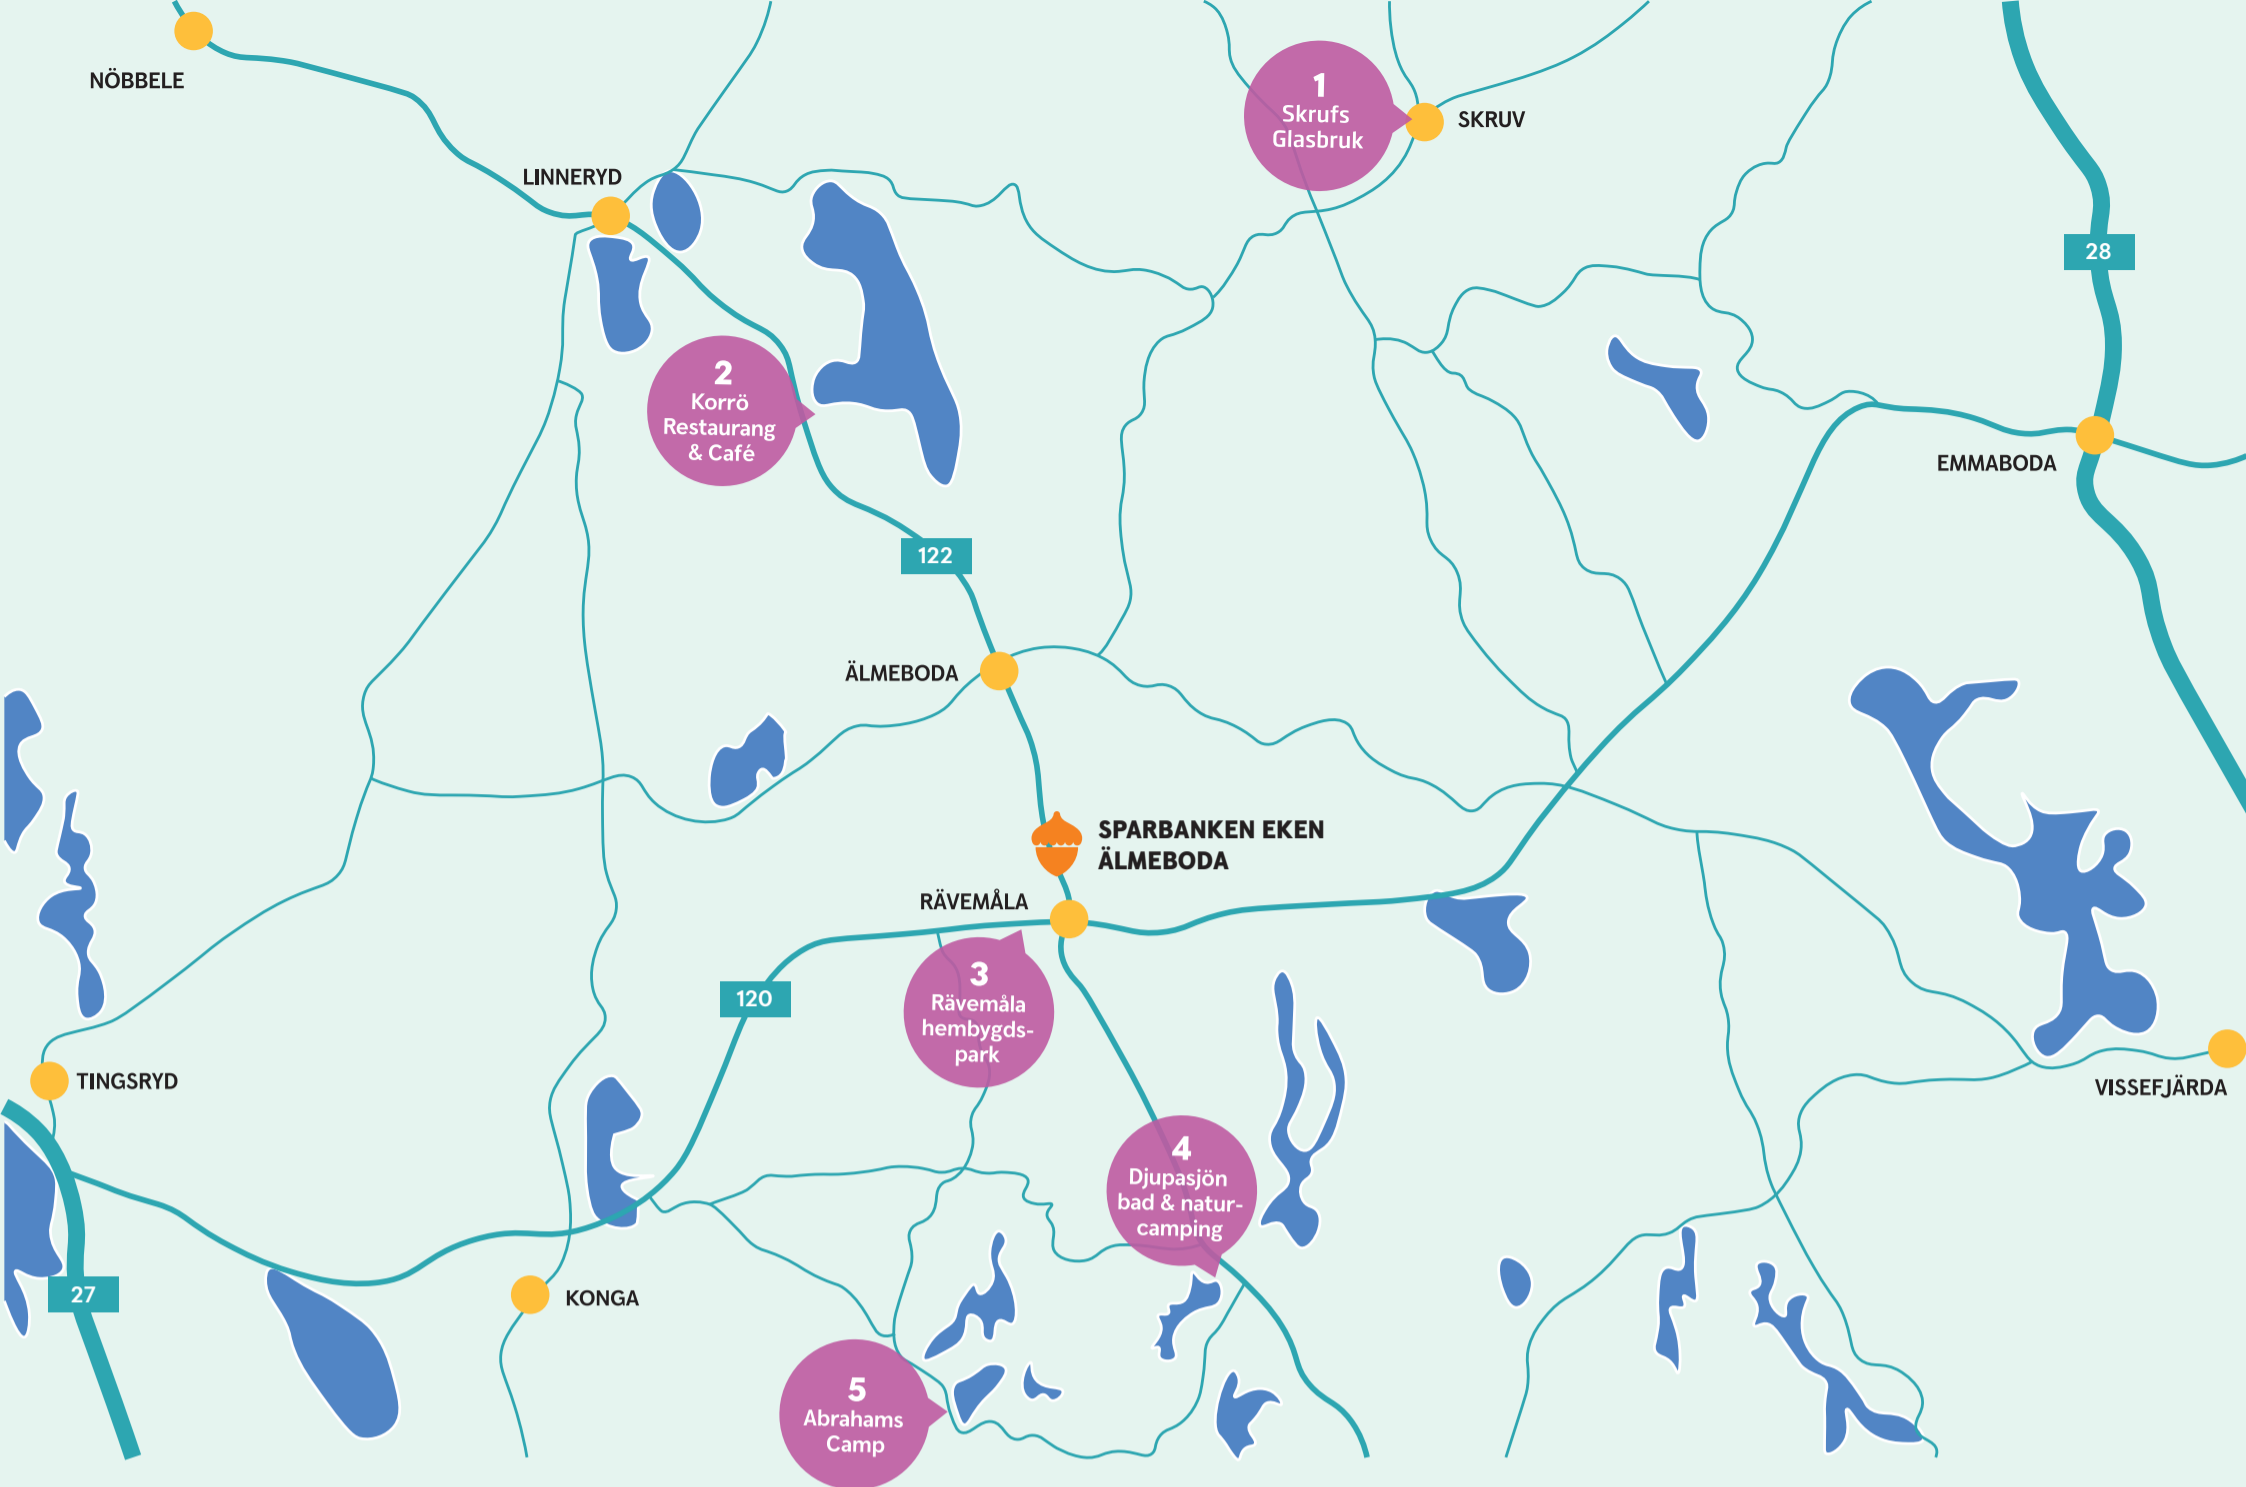 NÖBBELE
1
Skrufs
Glasbruk
SKRUV
LINNERYD
28
2
Korrö
Restaurang
& Café
EMMABODA
122
ÄLMEBODA
SPARBANKEN EKEN
ÄLMEBODA
RÄVEMÅLA
3
Rävemåla
hembygds-
park
120
TINGSRYD
VISSEFJÄRDA
4
Djupasjön
bad & natur-
camping
27
KONGA
5
Abrahams
Camp